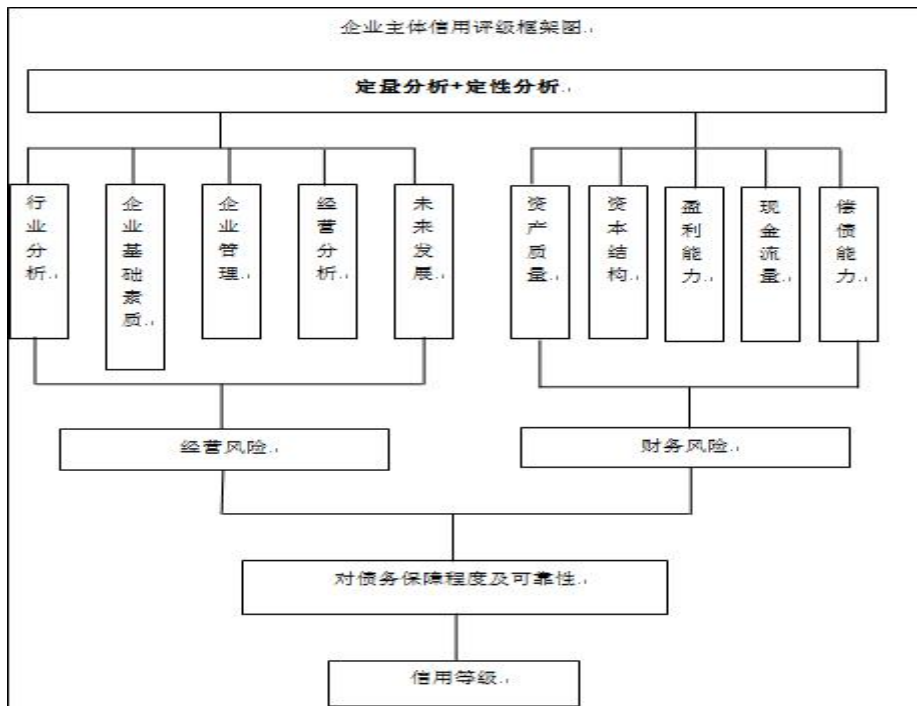 企业主体信用评级框架图
定量分析+定性分析
行业分析
企业基础素质
企业管理
经营分析
未来发展
资产质量
资本结构
盈利能力
现金流量
偿债能力
经营风险
财务风险
对债务保障程度及可靠性
信用等级